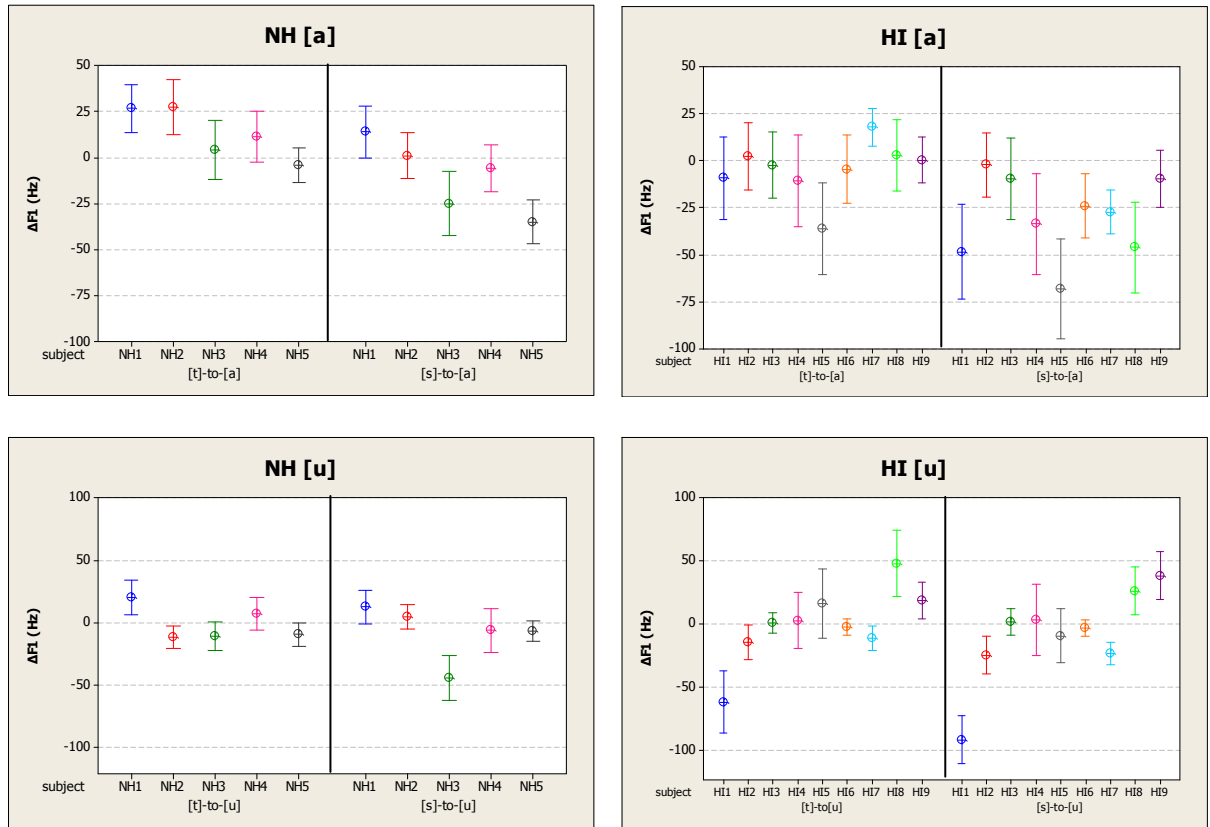 NH [a]
50
25
0
-25
-50
-75
-100
ΔF1 (Hz)
subject NH1 NH2 NH3 NH4 NH5 NH1 NH2 NH3 NH4 NH5
[t]-to-[a] [s]-to-[a]
HI [a]
50
25
0
-25
-50
-75
-100
ΔF1 (Hz)
subject HI1 HI2 HI3 HI4 HI5 HI6 HI7 HI8 HI9 HI1 HI2 HI3 HI4 HI5 HI6 HI7 HI8 HI9
[t]-to-[a] [s]-to-[a]
NH [u]
100
50
0
-50
-100
ΔF1 (Hz)
subject NH1 NH2 NH3 NH4 NH5 NH1 NH2 NH3 NH4 NH5
[t]-to-[u] [s]-to-[u]
HI [u]
100
50
0
-50
-100
ΔF1 (Hz)
subject HI1 HI2 HI3 HI4 HI5 HI6 HI7 HI8 HI9 HI1 HI2 HI3 HI4 HI5 HI6 HI7 HI8 HI9
[t]-to[u] [s]-to-[u]